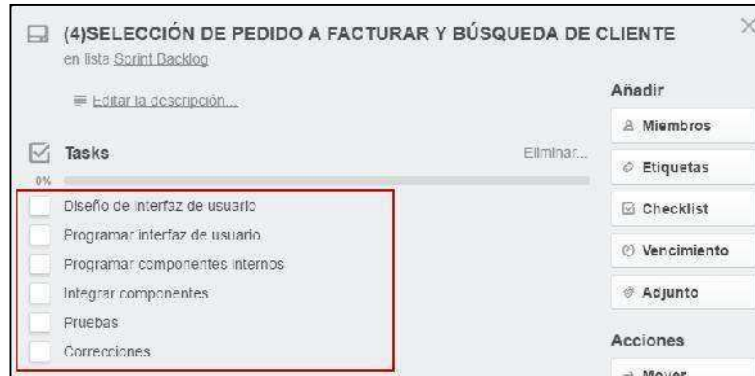 (4)SELECCIÓN DE PEDIDO A FACTURAR Y BÚSQUEDA DE CLIENTE
en lista Sprint Backlog
Editar la descripción...
Tasks
Eliminar...
0%
Diseño de interfaz de usuario
Programar interfaz de usuario
Programar componentes internos
Integrar componentes
Pruebas
Correcciones
Añadir
Miembros
Etiquetas
Checklist
Vencimiento
Adjunto
Acciones
Mover